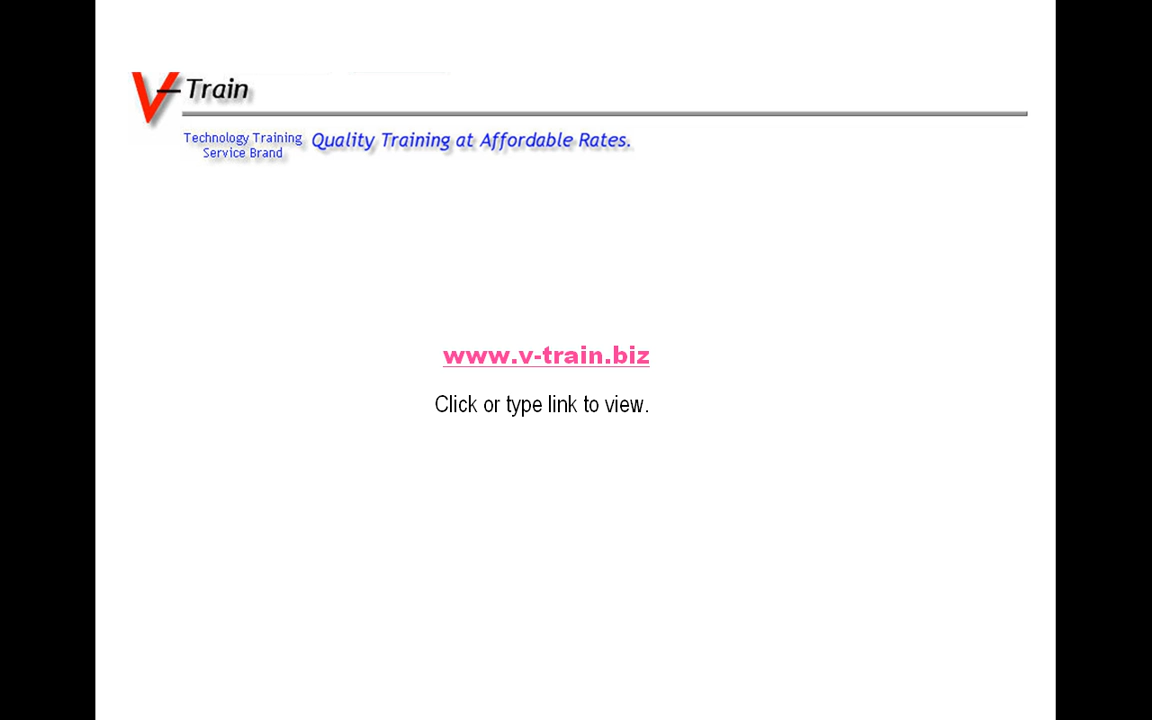 V-Train
Technology Training
Service Brand
Quality Training at Affordable Rates.
www.v-train.biz
Click or type link to view.